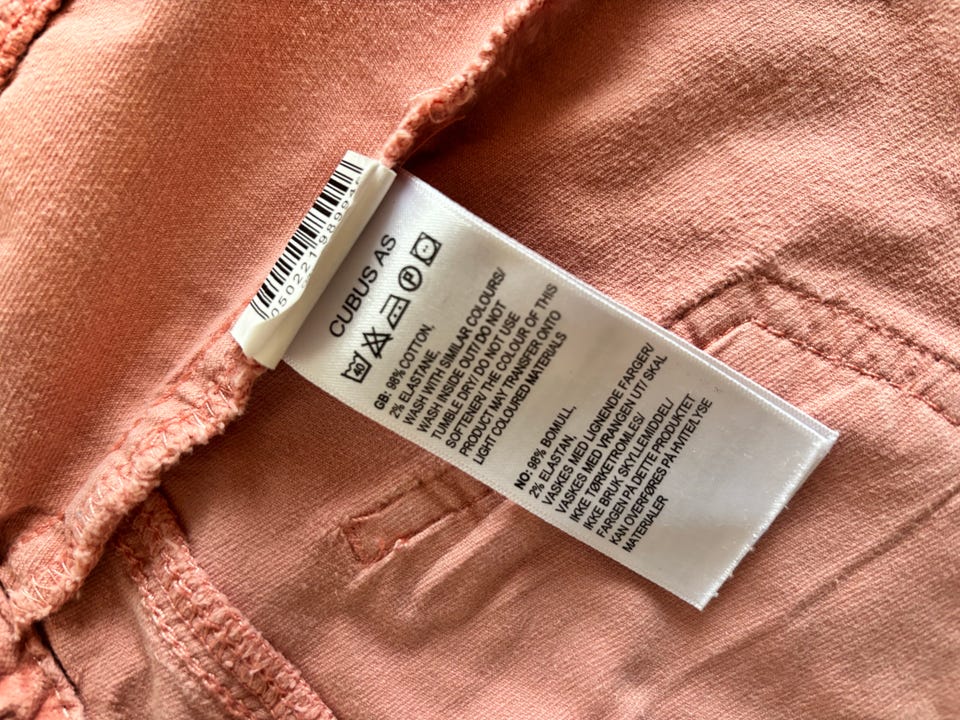 CUBUS AS
40 P
GB: 98% COTTON,
2% ELASTANE
WASH WITH SIMILAR COLOURS/
WASH INSIDE OUT/ DO NOT
TUMBLE DRY/ DO NOT USE
SOFTENER/ THE COLOUR OF THIS
PRODUCT MAY TRANSFER ONTO
LIGHT COLOURED MATERIALS
NO: 98% BOMULL,
2% ELASTAN,
VASKES MED LIGNENDE FARGER/
VASKES MED VRANGEN UT/ SKAL
IKKE TØRKETROMLES/
IKKE BRUK SKYLLEMIDDEL/
FARGEN PÅ DETTE PRODUKTET
KAN OVERFØRES PÅ HVITE/LYSE
MATERIALER